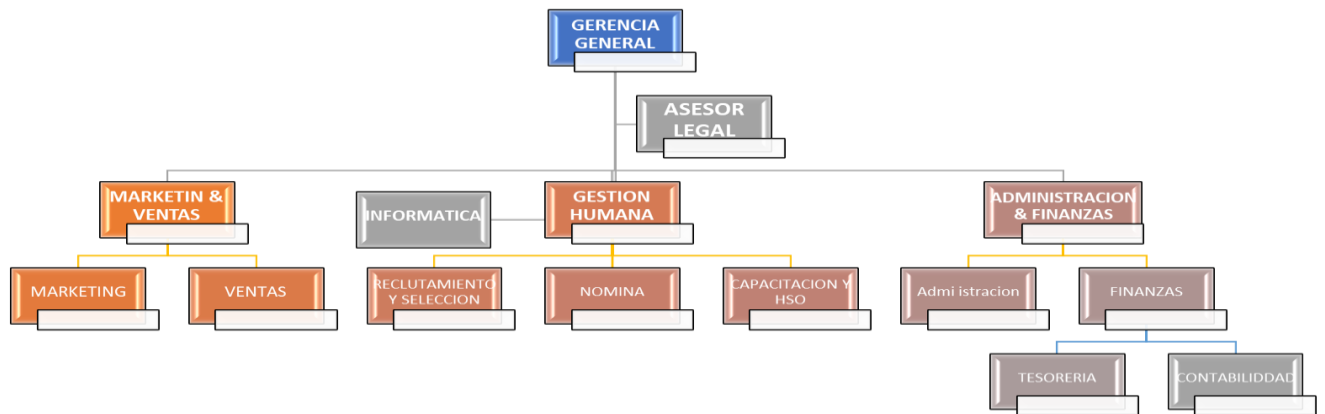 GERENCIA
GENERAL
ASESOR
LEGAL
MARKETIN &
VENTAS
INFORMATICA
GESTION
HUMANA
ADMINISTRACION
& FINANZAS
MARKETING
VENTAS
RECLUTAMIENTO
Y SELECCION
NOMINA
CAPACITACION Y
HSO
Admi istracion
FINANZAS
TESORERIA
CONTABILIDDAD